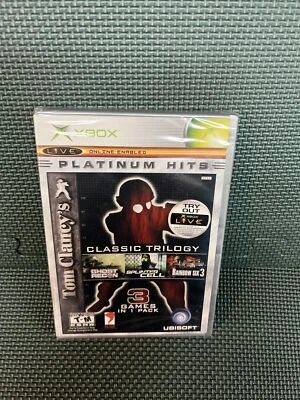 XBOX
LIVE ONLINE ENABLED
PLATINUM HITS
Tom Clancy's
TRY
OUT
LIVE
CLASSIC TRILOGY
GHOST
RECON
SPLINTER
CELL
RAINBOW SIX 3
3
GAMES
IN 1 PACK
M
UBISOFT